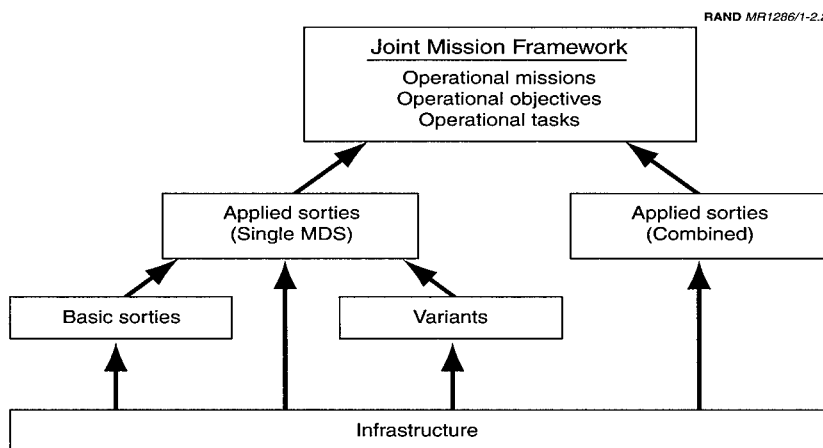 RAND MR1286/1-2.2
Joint Mission Framework
Operational missions
Operational objectives
Operational tasks
Applied sorties
(Single MDS)
Applied sorties
(Combined)
Basic sorties
Variants
Infrastructure